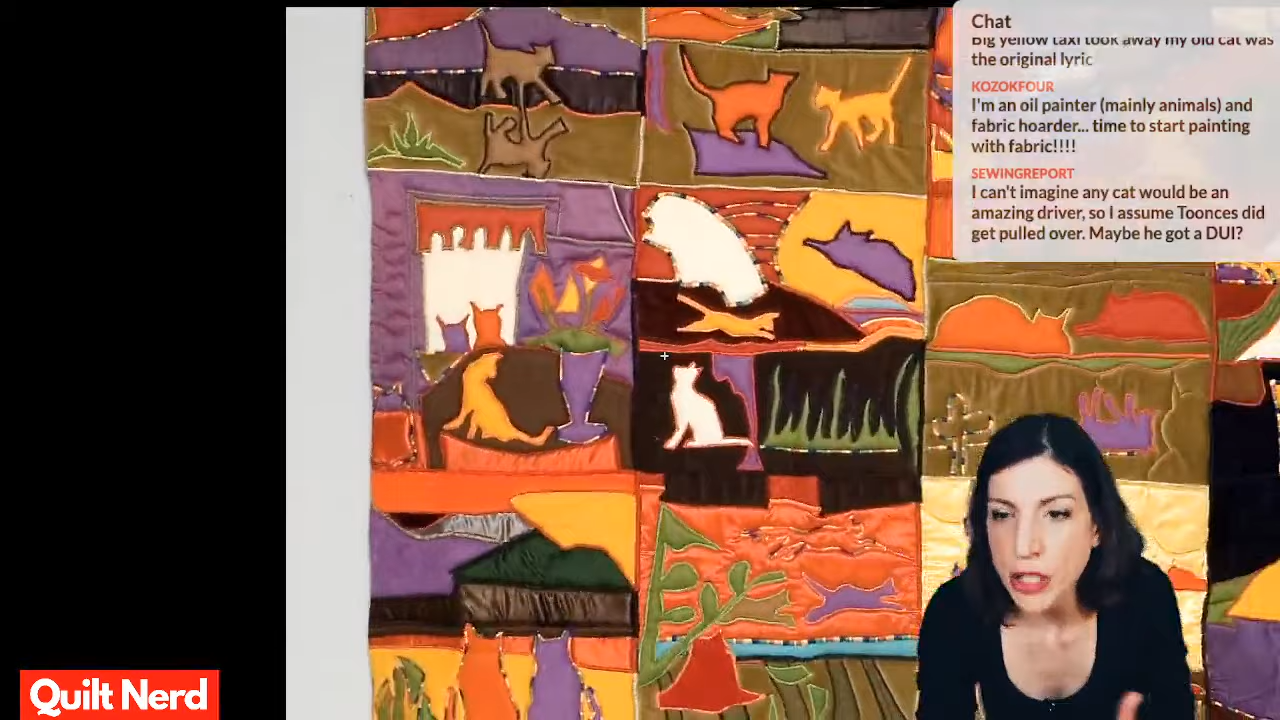 Chat
Big yellow taxi took away my old cat was
the original lyric
KOZOKFOUR
I'm an oil painter (mainly animals) and
fabric hoarder... time to start painting
with fabric!!!!
SEWINGREPORT
I can't imagine any cat would be an
amazing driver, so I assume Toonces did
get pulled over. Maybe he got a DUI?
Quilt Nerd